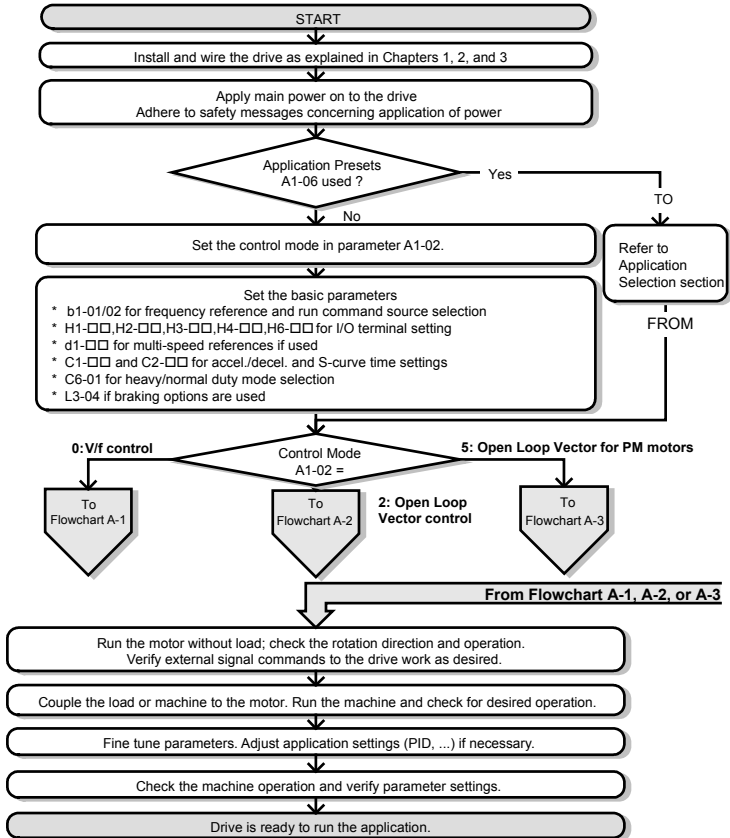 START
Install and wire the drive as explained in Chapters 1, 2, and 3
Apply main power on to the drive
Adhere to safety messages concerning application of power
Application Presets
A1-06 used ?
Yes
TO
No
Set the control mode in parameter A1-02.
Refer to
Application
Selection section
FROM
Set the basic parameters
* b1-01/02 for frequency reference and run command source selection
* H1-□□,H2-□□,H3-□□,H4-□□,H6-□□ for I/O terminal setting
* d1-□□ for multi-speed references if used
* C1-□□ and C2-□□ for accel./decel. and S-curve time settings
* C6-01 for heavy/normal duty mode selection
* L3-04 if braking options are used
0:V/f control
Control Mode
A1-02 =
5: Open Loop Vector for PM motors
To
Flowchart A-1
To
Flowchart A-2
2: Open Loop
Vector control
To
Flowchart A-3
From Flowchart A-1, A-2, or A-3
Run the motor without load; check the rotation direction and operation.
Verify external signal commands to the drive work as desired.
Couple the load or machine to the motor. Run the machine and check for desired operation.
Fine tune parameters. Adjust application settings (PID, ...) if necessary.
Check the machine operation and verify parameter settings.
Drive is ready to run the application.